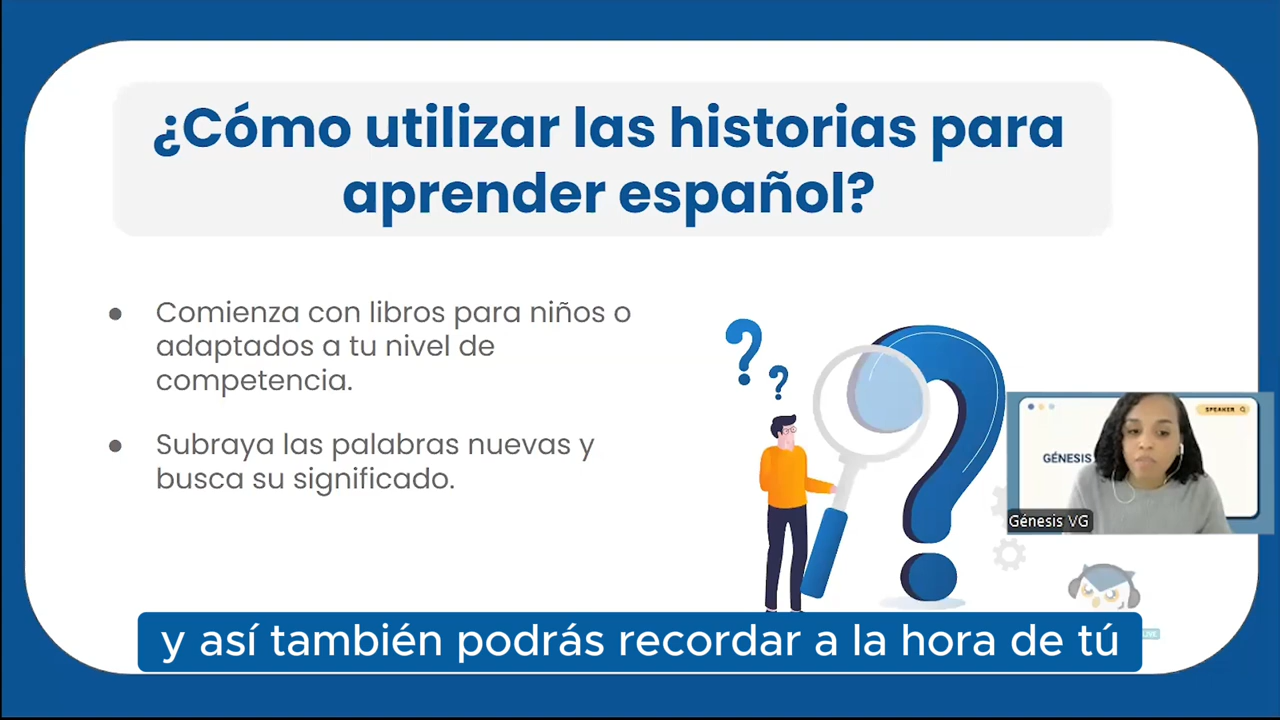 ¿Cómo utilizar las historias para
aprender español?
● Comienza con libros para niños o
adaptados a tu nivel de
competencia.
● Subraya las palabras nuevas y
busca su significado.
SPEAKER
GÉNESIS
Génesis VG
LIVE
y así también podrás recordar a la hora de tú